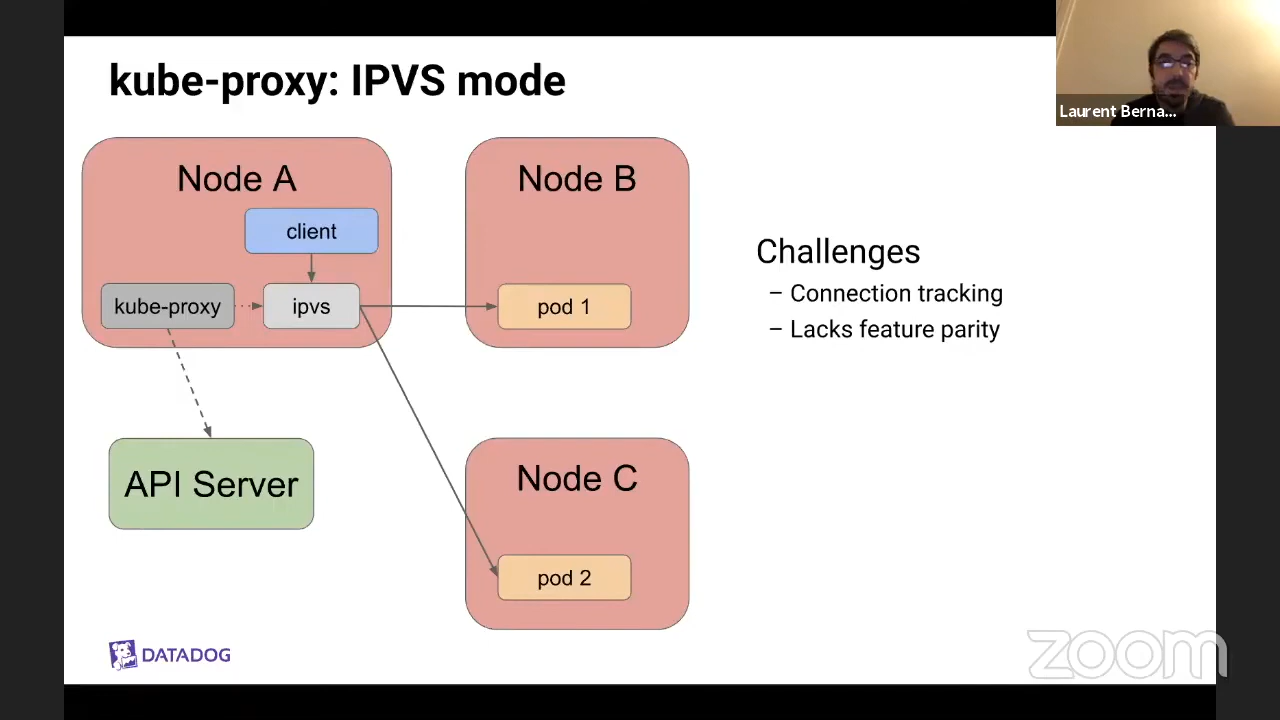 kube-proxy: IPVS mode
Laurent Berna...
Node A
client
kube-proxy
ipvs
Node B
pod 1
Challenges
– Connection tracking
– Lacks feature parity
API Server
Node C
pod 2
DATADOG
zoom